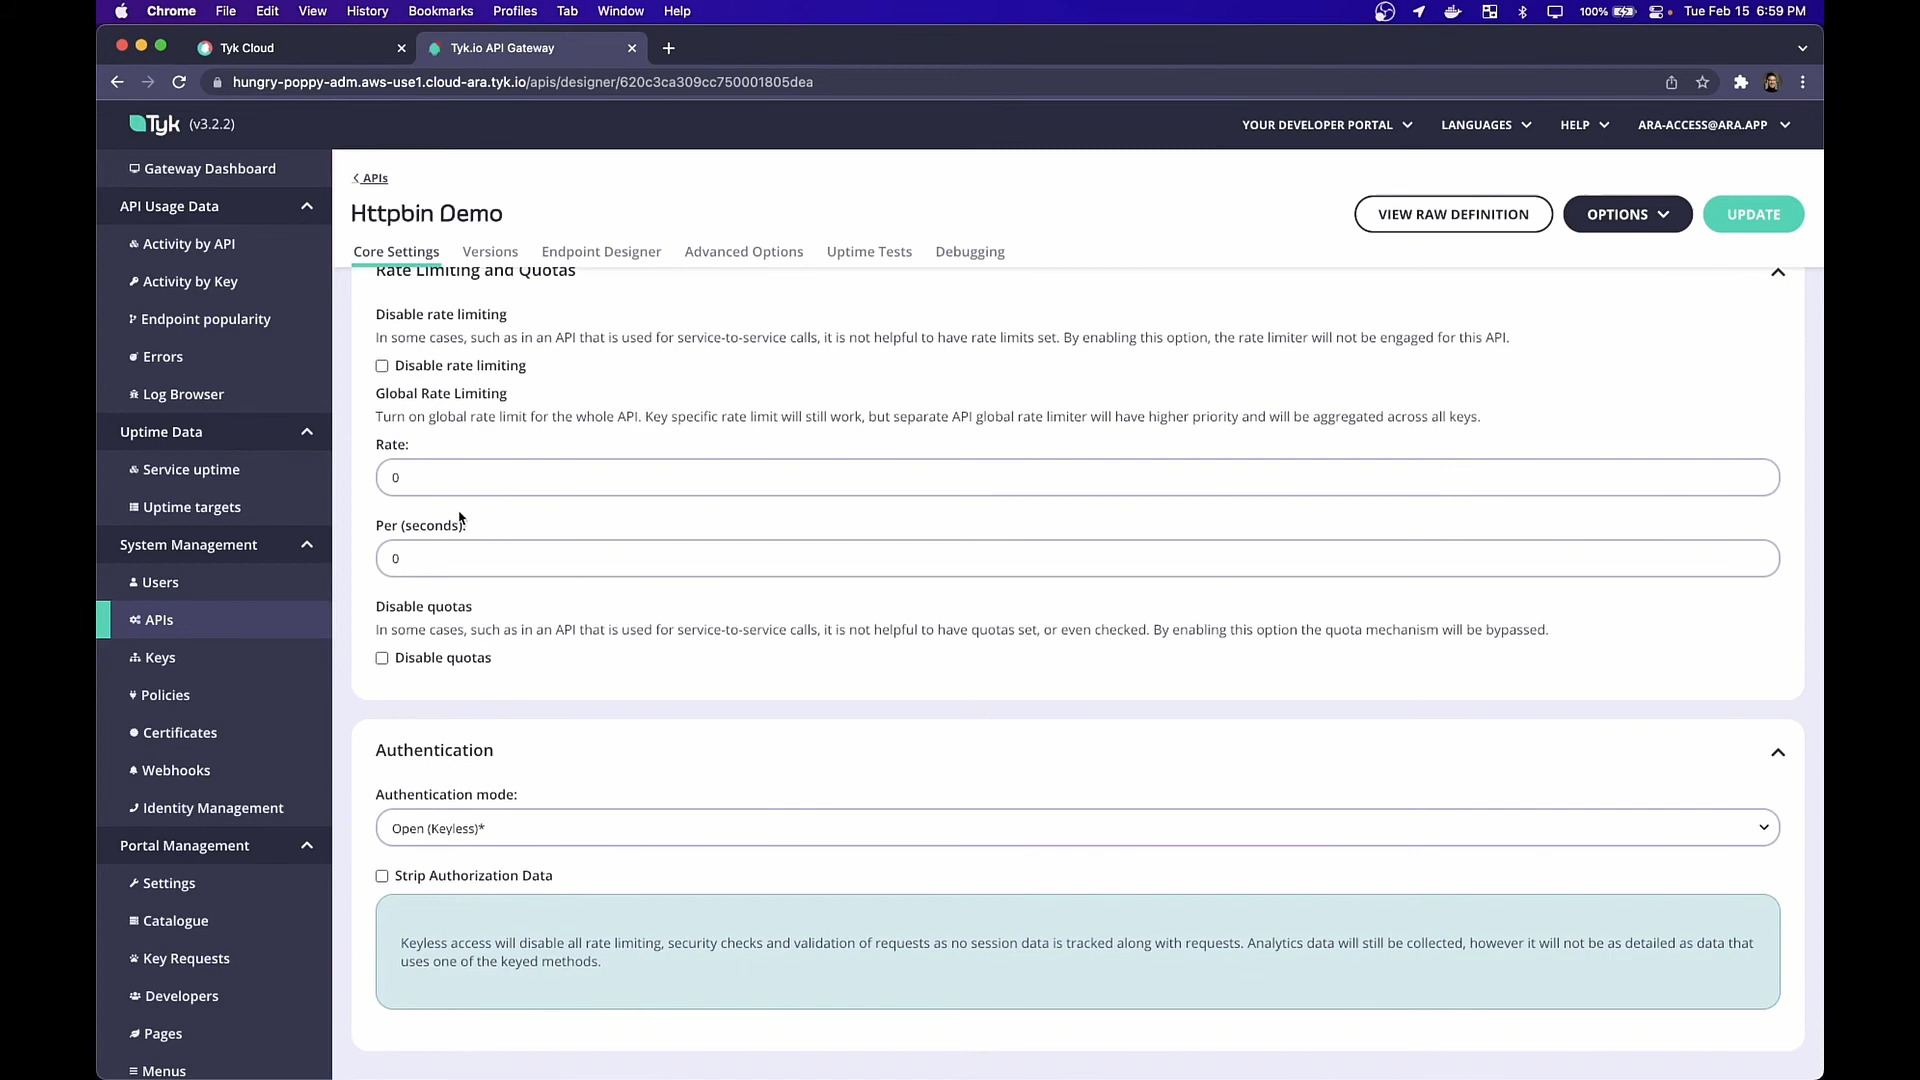 Chrome File Edit View History Bookmarks Profiles Tab Window Help 100% Tue Feb 15 6:59 PM
Tyk Cloud Tyk.io API Gateway
hungry-poppy-adm.aws-use1.cloud-ara.tyk.io/apis/designer/620c3ca309cc750001805dea
Tyk (v3.2.2) YOUR DEVELOPER PORTAL LANGUAGES HELP ARA-ACCESS@ARA.APP
Gateway Dashboard
API Usage Data
Activity by API
Activity by Key
Endpoint popularity
Errors
Log Browser
Uptime Data
Service uptime
Uptime targets
System Management
Users
APIs
Keys
Policies
Certificates
Webhooks
Identity Management
Portal Management
Settings
Catalogue
Key Requests
Developers
Pages
Menus
< APIs
Httpbin Demo
VIEW RAW DEFINITION OPTIONS UPDATE
Core Settings Versions Endpoint Designer Advanced Options Uptime Tests Debugging
Rate Limiting and Quotas
Disable rate limiting
In some cases, such as in an API that is used for service-to-service calls, it is not helpful to have rate limits set. By enabling this option, the rate limiter will not be engaged for this API.
Disable rate limiting
Global Rate Limiting
Turn on global rate limit for the whole API. Key specific rate limit will still work, but separate API global rate limiter will have higher priority and will be aggregated across all keys.
Rate:
0
Per (seconds):
0
Disable quotas
In some cases, such as in an API that is used for service-to-service calls, it is not helpful to have quotas set, or even checked. By enabling this option the quota mechanism will be bypassed.
Disable quotas
Authentication
Authentication mode:
Open (Keyless)*
Strip Authorization Data
Keyless access will disable all rate limiting, security checks and validation of requests as no session data is tracked along with requests. Analytics data will still be collected, however it will not be as detailed as data that
uses one of the keyed methods.